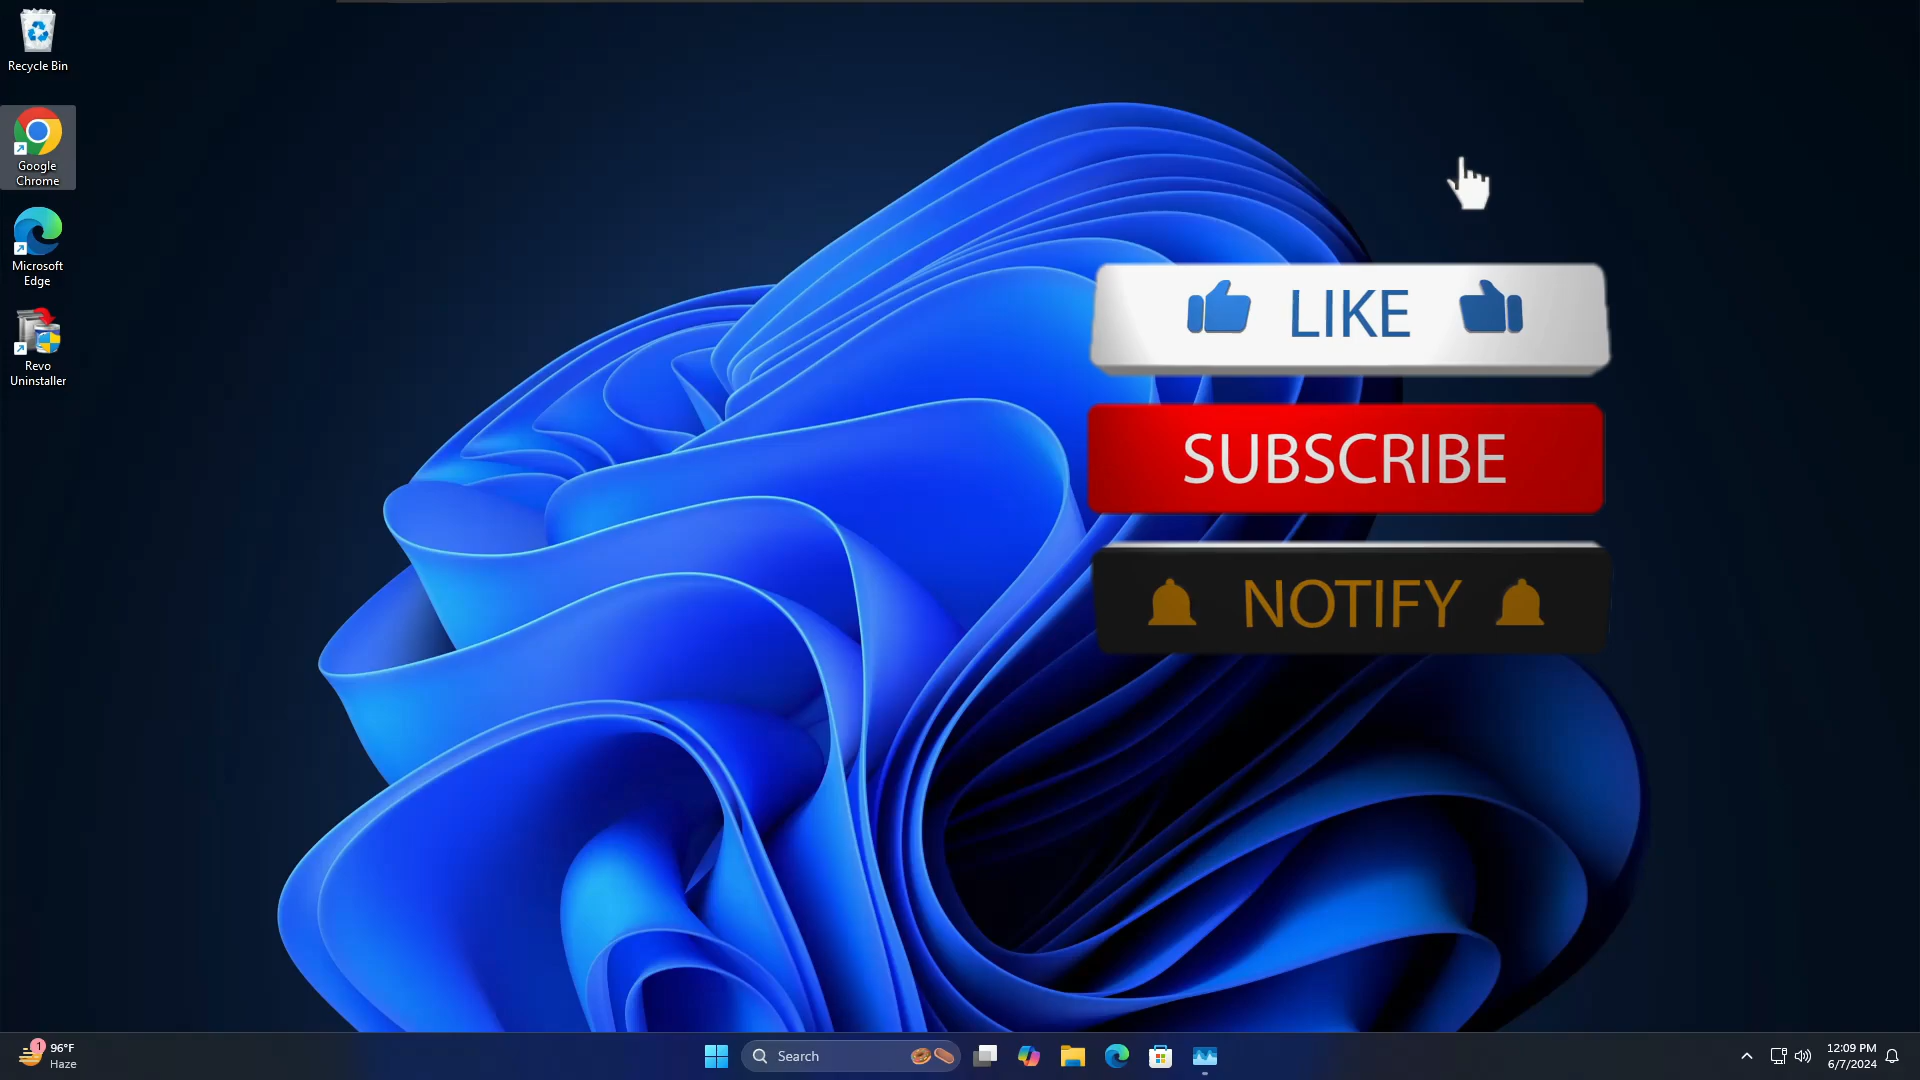 Recycle Bin
Google
Chrome
Microsoft
Edge
Revo
Uninstaller
LIKE
SUBSCRIBE
NOTIFY
1
96°F
Haze
Search
12:09 PM
6/7/2024